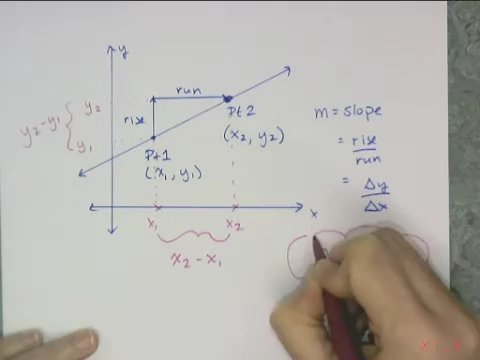 y
run
y₂
rise
y₂-y₁
y₁
Pt 2
(x₂, y₂)
Pt 1
(x₁, y₁)
m = slope
= rise
run
= Δy
Δx
x
x₁
x₂
x₂ - x₁